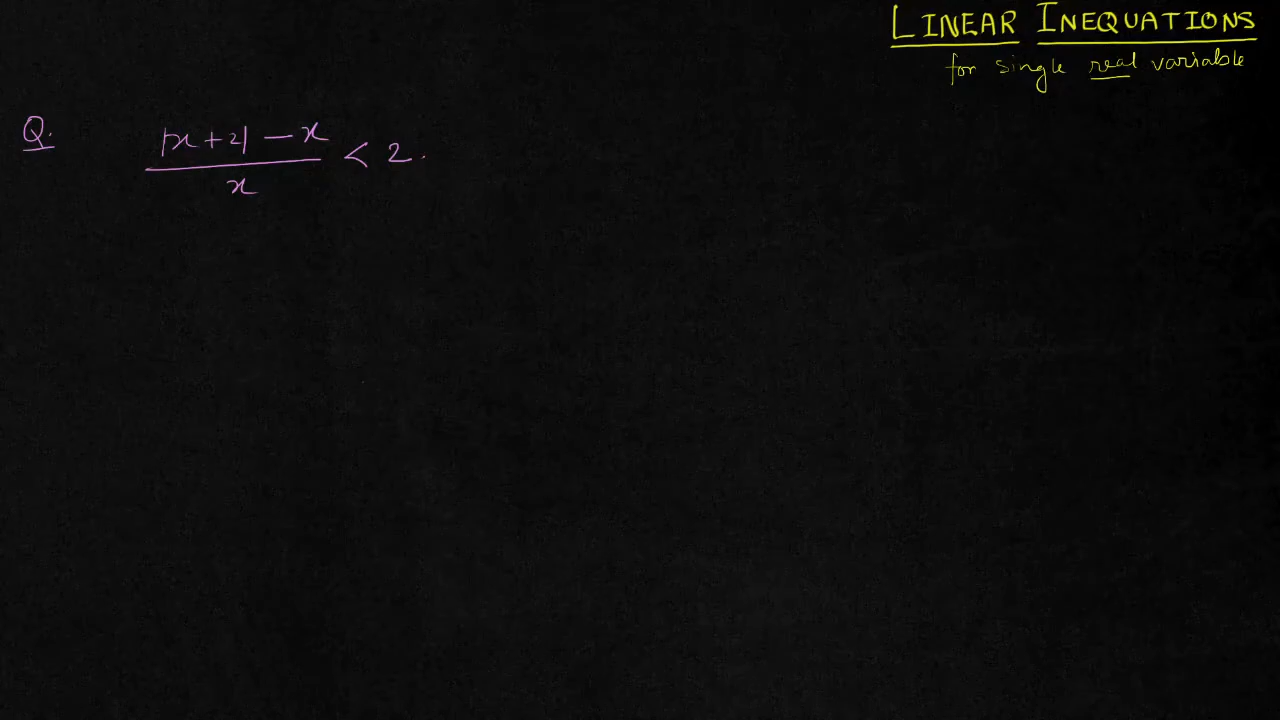 LINEAR INEQUATIONS
for single real variable
Q. |x+2| - x
x < 2.